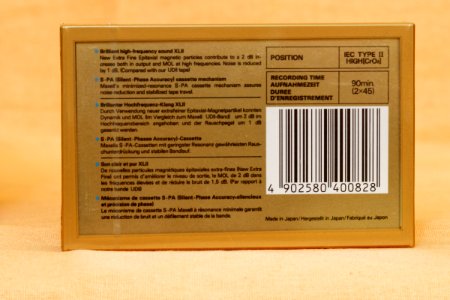 Brilliant high-frequency sound XLII
New Extra Fine Epitaxial magnetic particles contribute to a 2 dB in-
crease both in output and MOL at high frequencies. Noise is reduced
by 1 dB. (Compared with our UDII tape)
S-PA (Silent-Phase Accuracy) cassette mechanism
Maxell's minimized-resonance S-PA cassette mechanism assures
noise reduction and stabilised tape travel.
Brillanter Hochfrequenz-Klang XLII
Durch Verwendung neuer extrafeiner Epitaxial-Magnetpartikel konnten
Dynamik und MOL (im Vergleich zum Maxell UDII-Band) um 2 dB im
Hochfrequenzbereich angehoben und der Rauschpegel um 1 dB
gesenkt werden.
S-PA (Silent-Phase Accuracy)-Cassette
Maxells S-PA-Cassetten mit geringster Resonanz gewährleisten Rau-
schunterdrückung und stabilen Bandlauf.
Son clair et pur XLII
De nouvelles particules magnétiques épitaxiales extra-fines (New Extra
Fine) ont permis d'améliorer le niveau de sortie, le MOL de 2 dB dans
les fréquences élevées et de réduire le bruit de 1,0 dB. (Par rapport à
notre bande UDII)
Mécanisme de cassette S-PA (Silent-Phase Accuracy-silencieux
et précision de phase)
Le mécanisme de cassette S-PA Maxell à résonance minimale garantit
une réduction de bruit et un défilement stable de la bande.
POSITION
IEC TYPE II
HIGH[CrO₂]
RECORDING TIME
AUFNAHMEZEIT
DURÉE
D'ENREGISTREMENT
90min.
(2×45)
4 902580 400828
Made in Japan/Hergestellt in Japan/Fabriqué au Japon